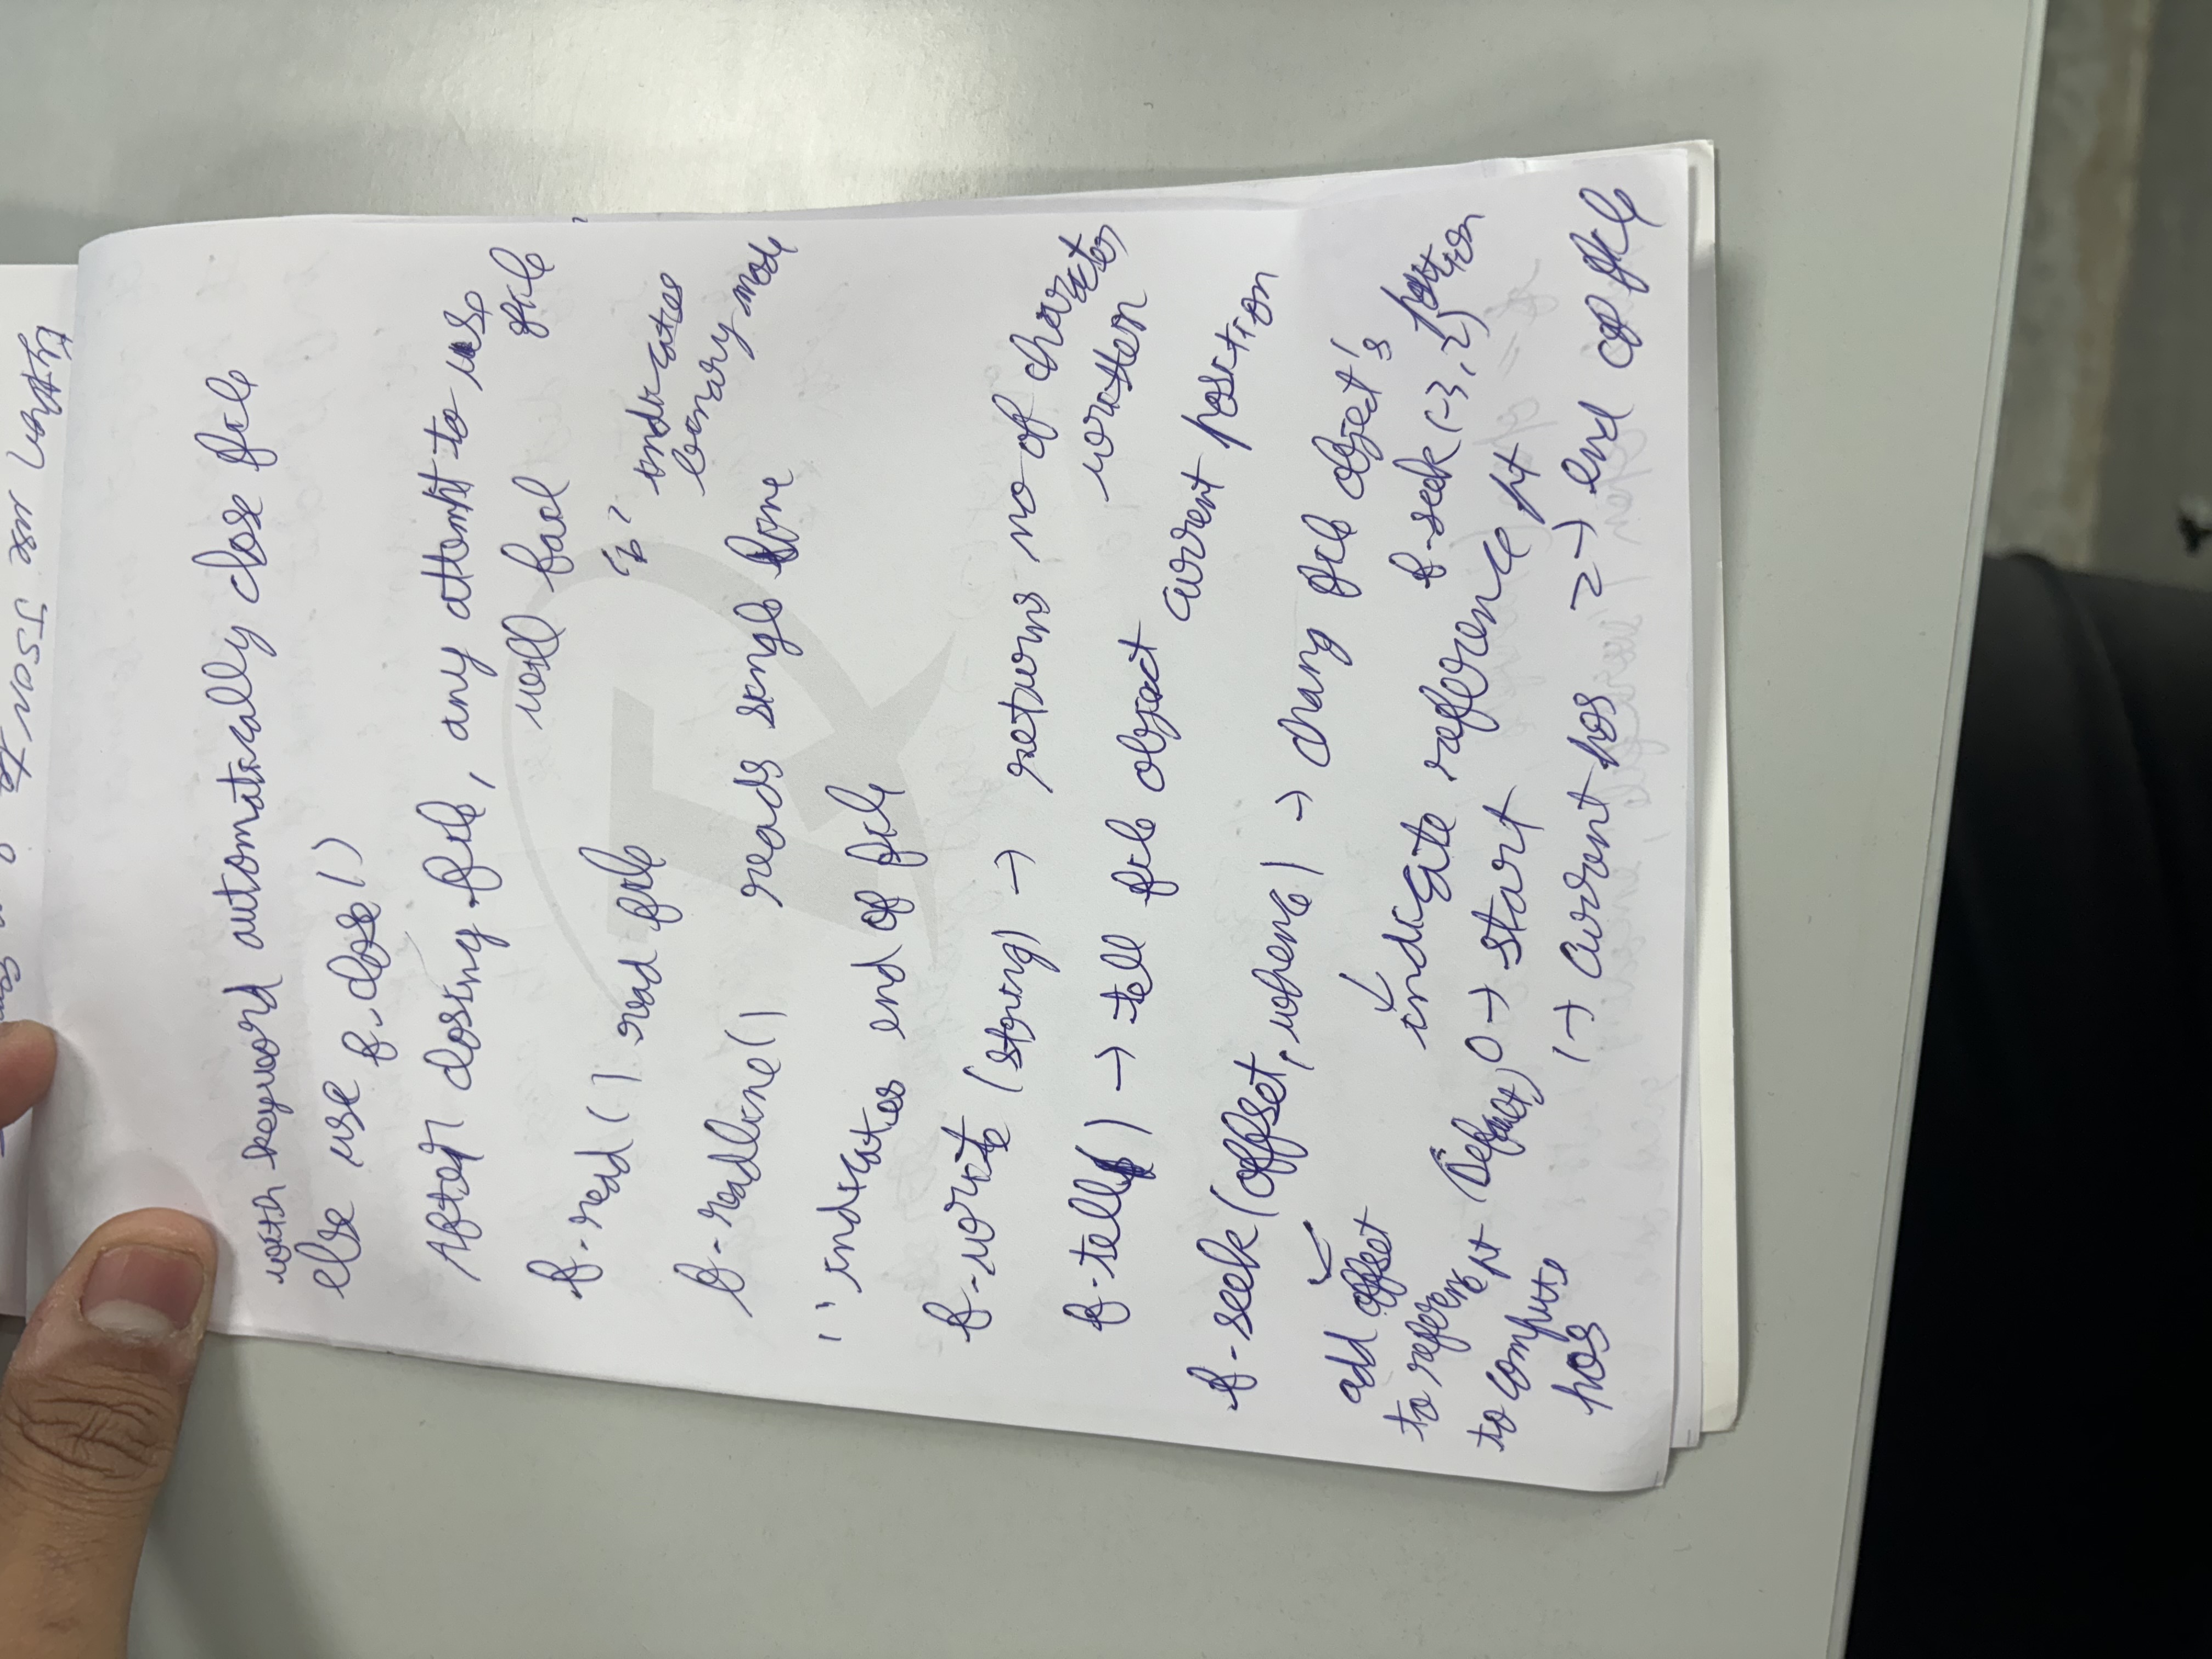 Python use JSON to
with keyword automatically close file
else use f.close()
After closing file, any attempt to use file
will fail
f.read() read file
'b' indicates
binary mode
f.readline() reads single line
'' indicates end of file
f.write(string) → returns no of character
written
f.tell() → tell file object current position
f.seek(offset, whence) → chang file object's position
add offset
to referenc pt
to compute
pos
indicate reference pt
f.seek(-3,2)
(Default) 0 → start
1 → current pos 2 → end of file